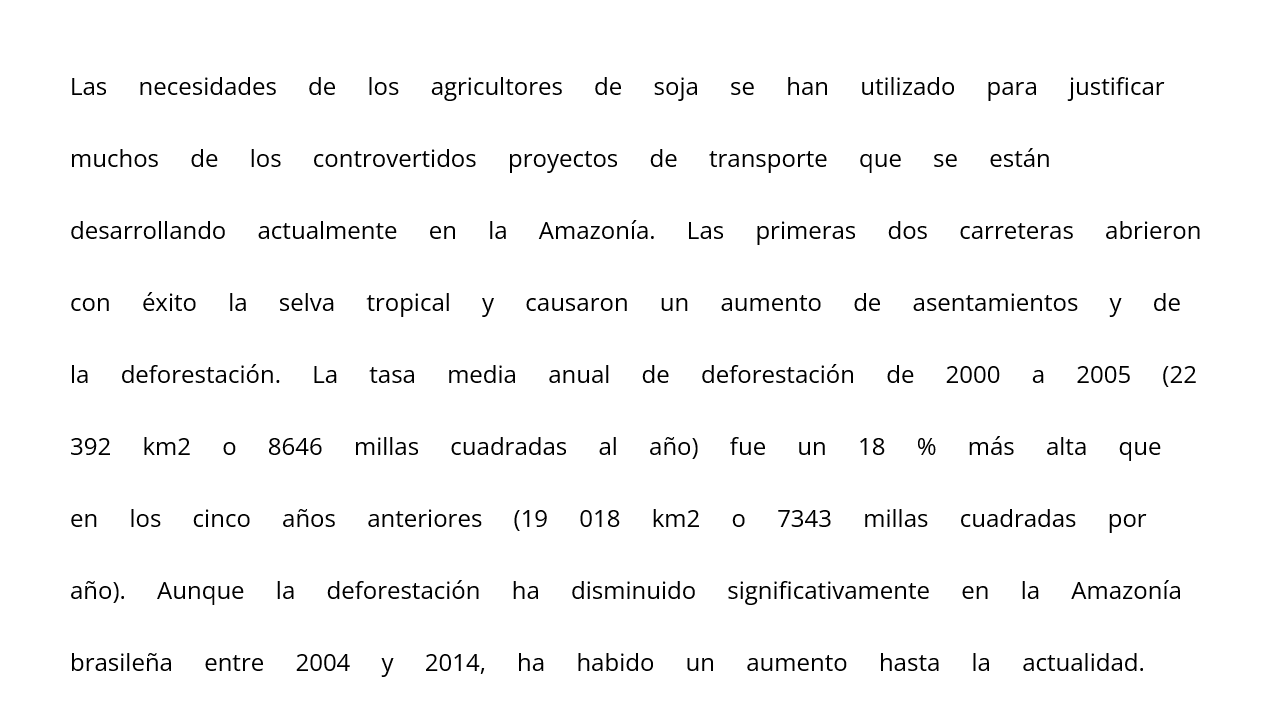 Las necesidades de los agricultores de soja se han utilizado para justificar
muchos de los controvertidos proyectos de transporte que se están
desarrollando actualmente en la Amazonía. Las primeras dos carreteras abrieron
con éxito la selva tropical y causaron un aumento de asentamientos y de
la deforestación. La tasa media anual de deforestación de 2000 a 2005 (22
392 km2 o 8646 millas cuadradas al año) fue un 18 % más alta que
en los cinco años anteriores (19 018 km2 o 7343 millas cuadradas por
año). Aunque la deforestación ha disminuido significativamente en la Amazonía
brasileña entre 2004 y 2014, ha habido un aumento hasta la actualidad.